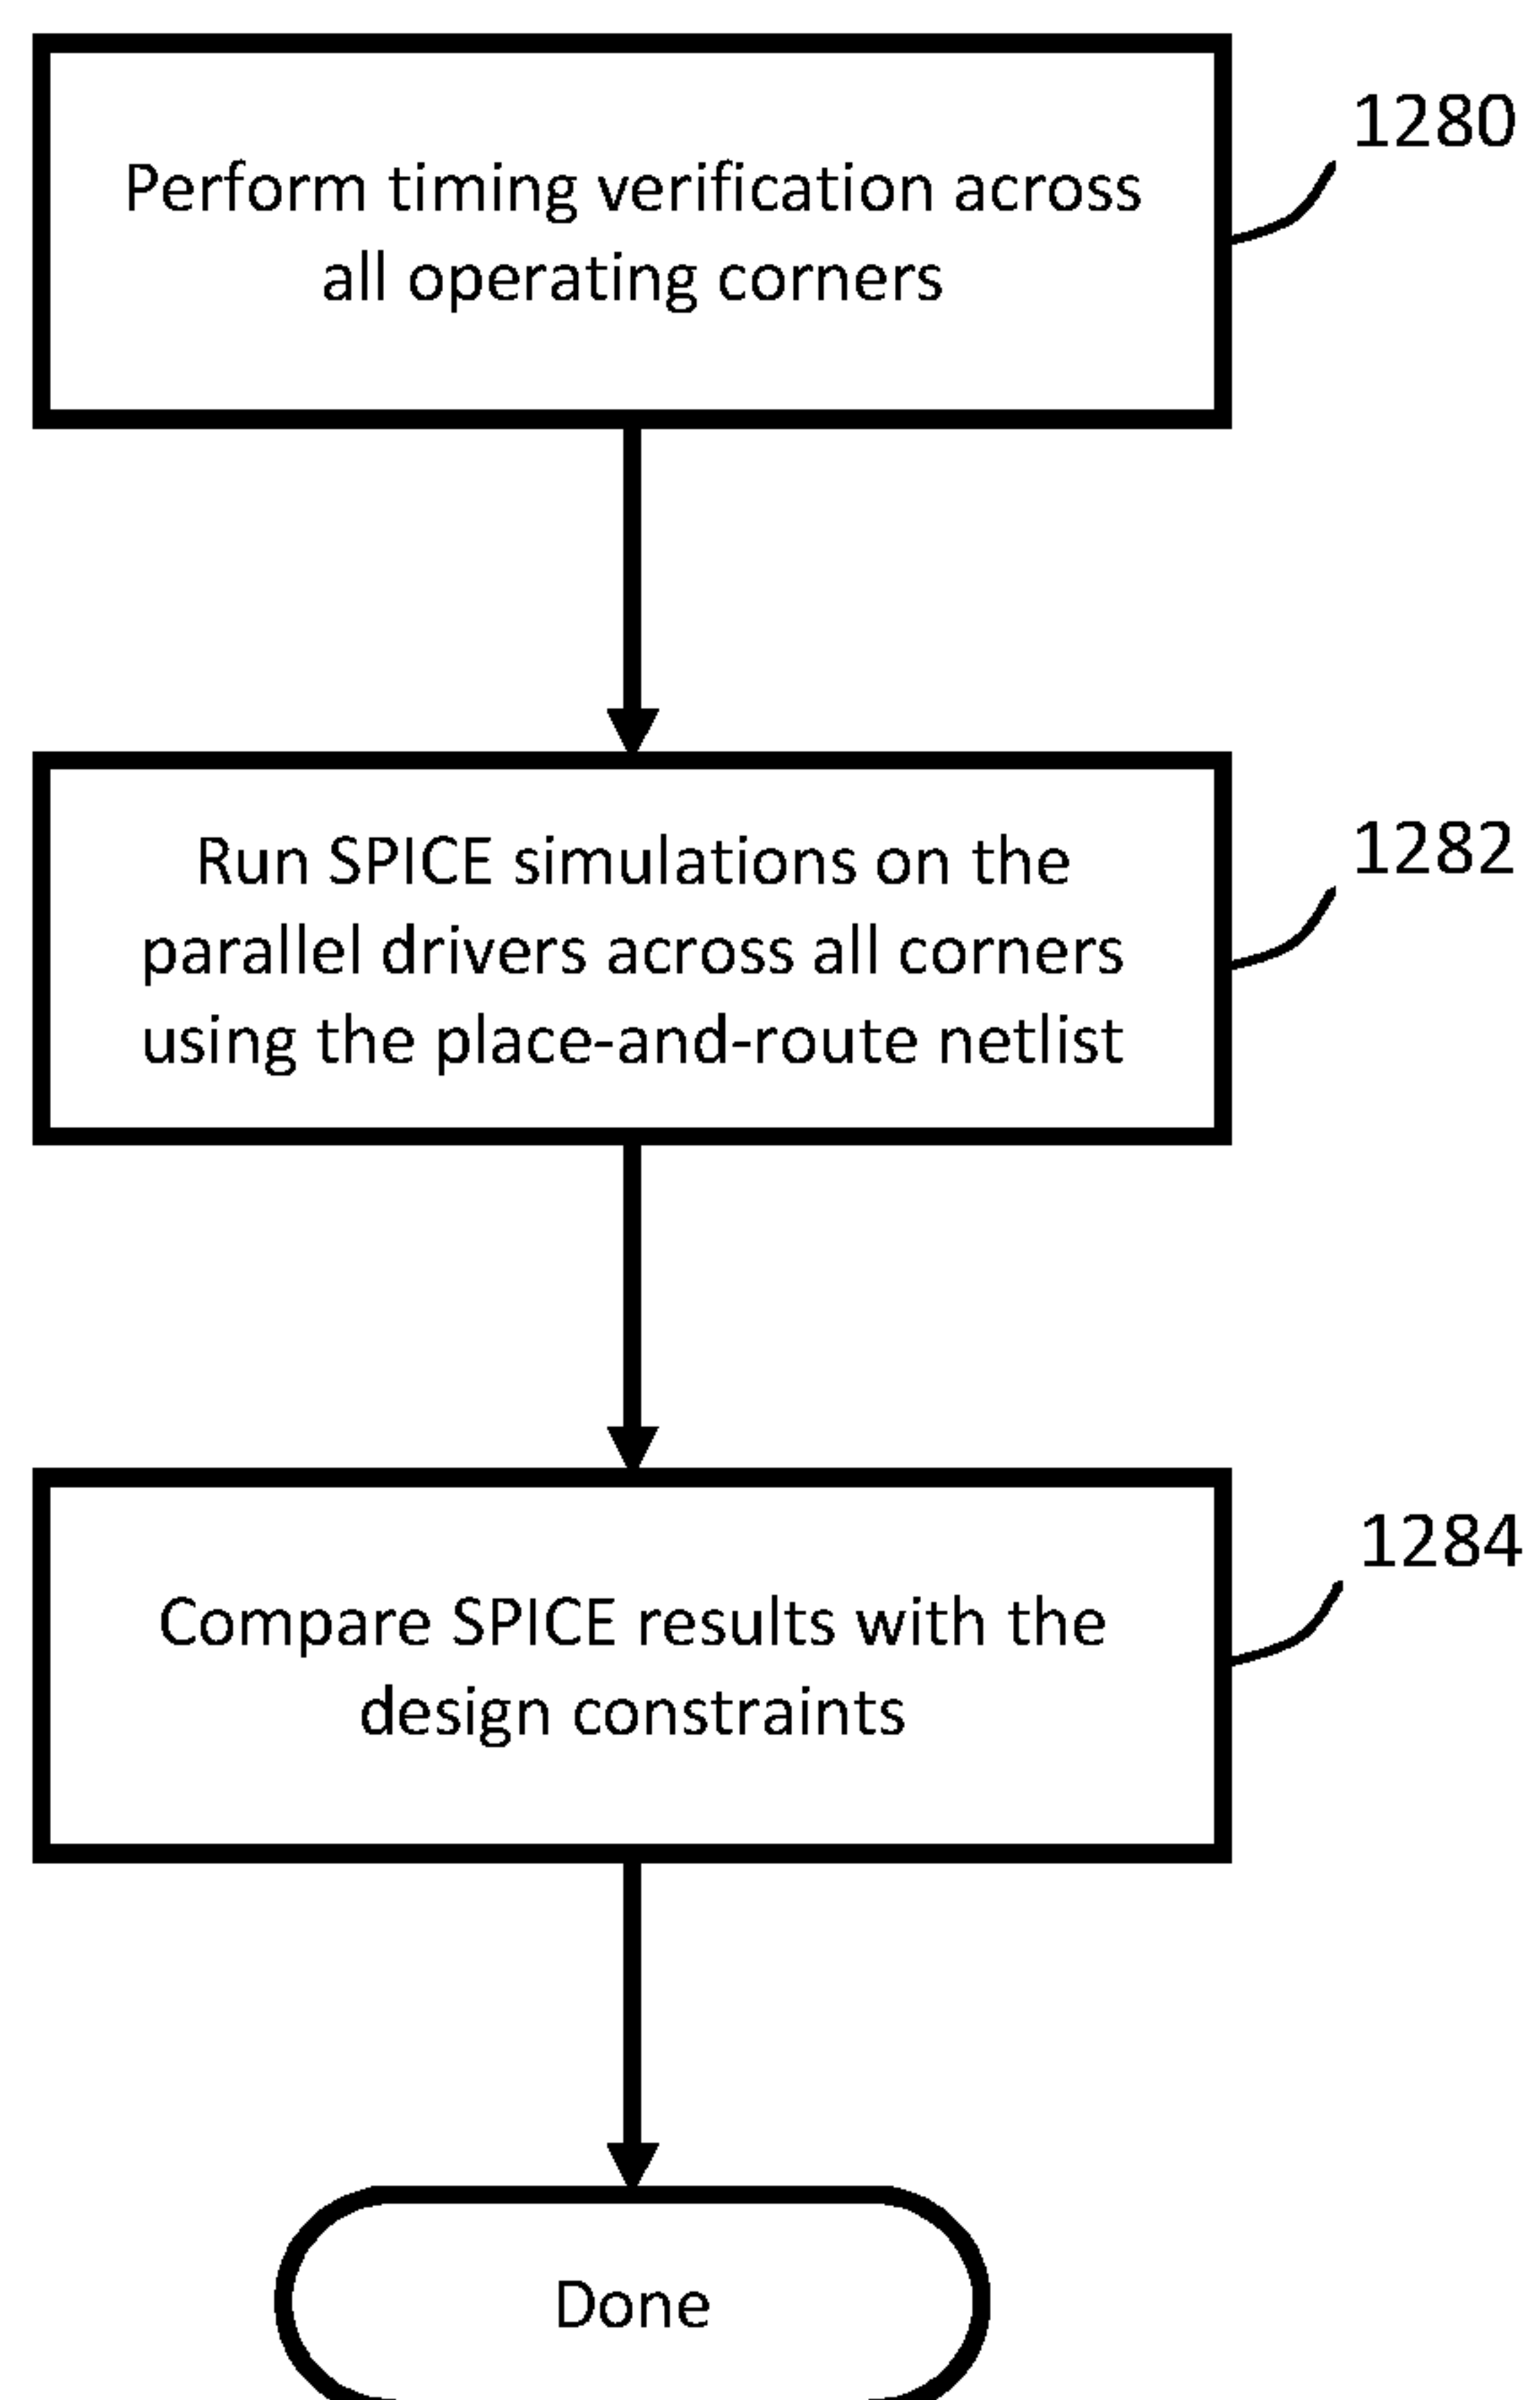 1280
Perform timing verification across
all operating corners
1282
Run SPICE simulations on the
parallel drivers across all corners
using the place-and-route netlist
1284
Compare SPICE results with the
design constraints
Done